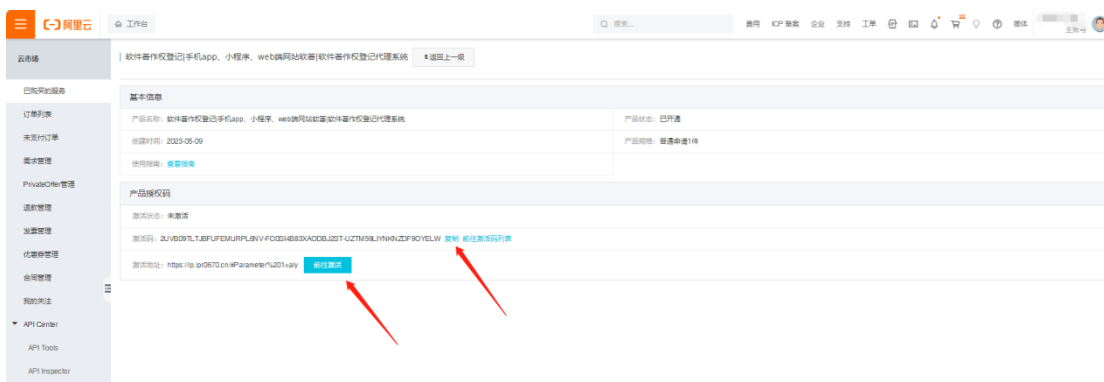 阿里云 工作台 搜索... 费用 ICP 备案 企业 支持 工单 简体
主账号
云市场
软件著作权登记|手机app、小程序、web端网站软著|软件著作权登记代理系统 返回上一级
已购买的服务
订单列表
未支付订单
需求管理
PrivateOffer管理
退款管理
发票管理
优惠券管理
合同管理
我的关注
API Center
API Tools
API Inspector
基本信息
产品名称: 软件著作权登记|手机app、小程序、web端网站软著|软件著作权登记代理系统 产品状态: 已开通
创建时间: 2023-05-09 产品规格: 普通申请1件
使用指南: 查看指南
产品授权码
激活状态: 未激活
激活码: 复制 前往激活码列表
激活地址: https://ip.ipr0670.cn/#Parameter%201=aly 前往激活